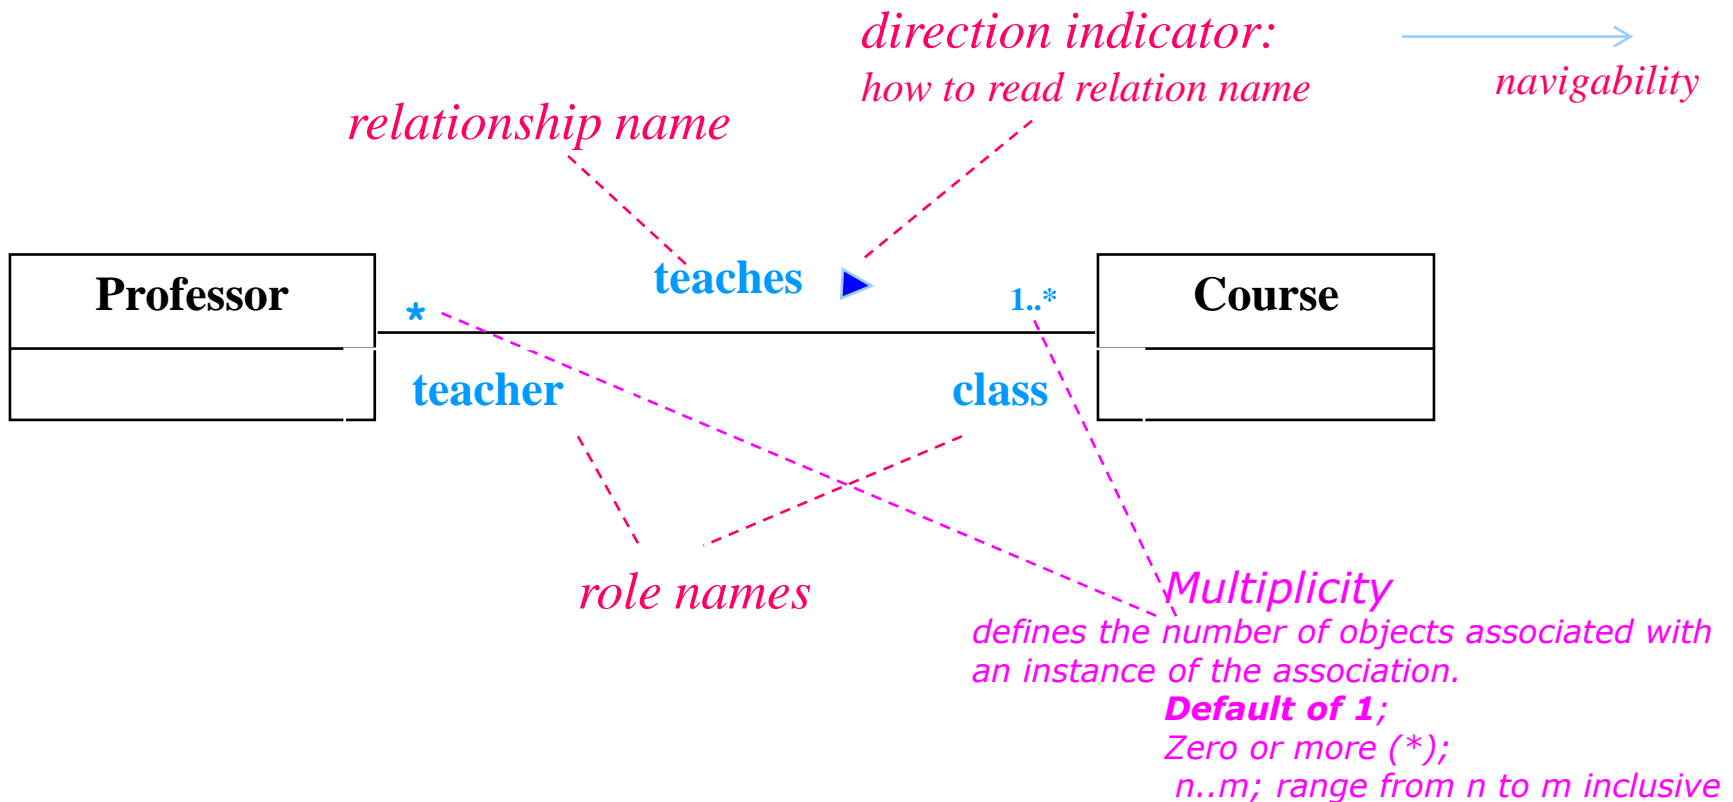 direction indicator:
how to read relation name
navigability
relationship name
teaches
Professor
*
1..*
Course
teacher
class
role names
Multiplicity
defines the number of objects associated with
an instance of the association.
Default of 1;
Zero or more (*);
n..m; range from n to m inclusive